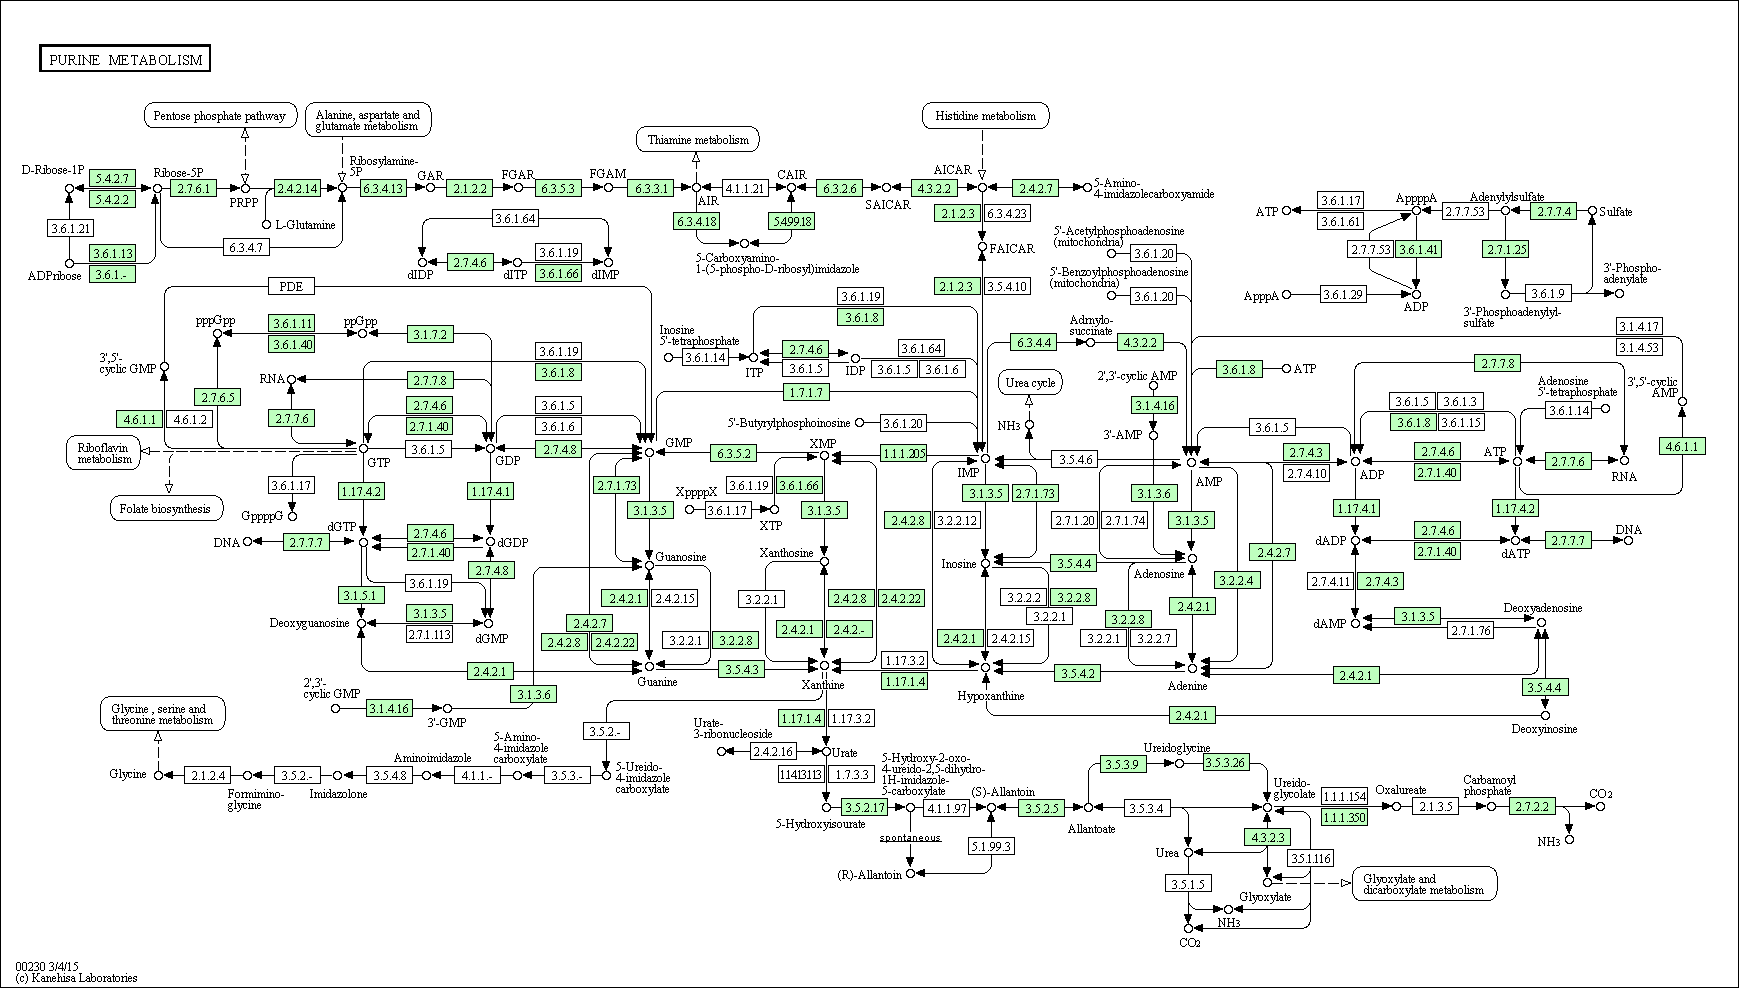 PURINE METABOLISM
Pentose phosphate pathway
Alanine, aspartate and
glutamate metabolism
Thiamine metabolism
Histidine metabolism
D-Ribose-1P
5.4.2.7
5.4.2.2
Ribose-5P
2.7.6.1
PRPP
2.4.2.14
Ribosylamine-
5P
6.3.4.13
GAR
2.1.2.2
FGAR
6.3.5.3
FGAM
6.3.3.1
AIR
4.1.1.21
CAIR
6.3.2.6
SAICAR
4.3.2.2
AICAR
2.4.2.7
5-Amino-
4-imidazolecarboxyamide
3.6.1.21
L-Glutamine
6.3.4.7
3.6.1.13
3.6.1.-
ADPribose
3.6.1.64
dIDP
2.7.4.6
dITP
3.6.1.19
3.6.1.66
dIMP
6.3.4.18
5.4.99.18
5-Carboxyamino-
1-(5-phospho-D-ribosyl)imidazole
2.1.2.3
6.3.4.23
FAICAR
2.1.2.3
3.5.4.10
5'-Acetylphosphoadenosine
(mitochondria)
3.6.1.20
5'-Benzoylphosphoadenosine
(mitochondria)
3.6.1.20
ATP
3.6.1.17
3.6.1.61
AppppA
2.7.7.53
Adenylylsulfate
2.7.7.4
Sulfate
2.7.7.53
3.6.1.41
2.7.1.25
ApppA
3.6.1.29
ADP
3.6.1.9
3'-Phosphoadenylyl-
sulfate
3'-Phospho-
adenylate
PDE
pppGpp
3.6.1.11
3.6.1.40
ppGpp
3.1.7.2
3',5'-
cyclic GMP
2.7.6.5
RNA
2.7.7.8
2.7.7.6
4.6.1.1
4.6.1.2
3.6.1.19
3.6.1.8
2.7.4.6
2.7.1.40
3.6.1.5
3.6.1.6
Riboflavin
metabolism
GTP
3.6.1.5
GDP
2.7.4.8
GMP
Folate biosynthesis
3.6.1.17
GppppG
1.17.4.2
1.17.4.1
Inosine
5'-tetraphosphate
3.6.1.14
ITP
3.6.1.19
3.6.1.8
2.7.4.6
3.6.1.5
IDP
3.6.1.64
3.6.1.5
3.6.1.6
1.7.1.7
5'-Butyrylphosphoinosine
3.6.1.20
6.3.4.4
Adrnylo-
succinate
4.3.2.2
Urea cycle
NH3
2',3'-cyclic AMP
3.1.4.16
3'-AMP
3.6.1.8
ATP
3.1.4.17
3.1.4.53
2.7.7.8
Adenosine
5'-tetraphosphate
3.6.1.14
3',5'-cyclic
AMP
3.6.1.5
3.6.1.3
3.6.1.8
3.6.1.15
3.6.1.5
4.6.1.1
6.3.5.2
XMP
1.1.1.205
IMP
3.5.4.6
AMP
2.7.4.3
2.7.4.10
ADP
2.7.4.6
2.7.1.40
ATP
2.7.7.6
RNA
2.7.1.73
3.1.3.5
XppppX
3.6.1.17
3.6.1.19
3.6.1.66
XTP
3.1.3.5
3.1.3.5
2.7.1.73
2.4.2.8
3.2.2.12
3.1.3.6
2.7.1.20
2.7.1.74
3.1.3.5
1.17.4.1
1.17.4.2
DNA
2.7.7.7
dGTP
2.7.4.6
2.7.1.40
dGDP
2.7.4.8
3.6.1.19
3.1.5.1
Deoxyguanosine
3.1.3.5
2.7.1.113
dGMP
Guanosine
Xanthosine
Inosine
3.5.4.4
Adenosine
2.4.2.7
3.2.2.4
dADP
2.7.4.6
2.7.1.40
dATP
2.7.7.7
DNA
2.7.4.11
2.7.4.3
2.4.2.1
2.4.2.15
3.2.2.1
2.4.2.8
2.4.2.22
3.2.2.2
3.2.2.8
3.2.2.1
2.4.2.1
2.4.2.7
2.4.2.8
2.4.2.22
3.2.2.1
3.2.2.8
2.4.2.1
2.4.2.-
2.4.2.1
2.4.2.15
3.2.2.8
3.2.2.1
3.2.2.7
dAMP
3.1.3.5
2.7.1.76
Deoxyadenosine
2.4.2.1
Guanine
3.5.4.3
Xanthine
1.17.3.2
1.17.1.4
Hypoxanthine
3.5.4.2
Adenine
2.4.2.1
3.5.4.4
2.4.2.1
Deoxyinosine
2',3'-
cyclic GMP
3.1.4.16
3'-GMP
3.1.3.6
Glycine , serine and
threonine metabolism
3.5.2.-
1.17.1.4
1.17.3.2
Urate-
3-ribonucleoside
2.4.2.16
Urate
Glycine
2.1.2.4
Formimino-
glycine
3.5.2.-
Imidazolone
3.5.4.8
Aminoimidazole
4.1.1.-
5-Amino-
4-imidazole
carboxylate
3.5.3.-
5-Ureido-
4-imidazole
carboxylate
1.14.13.113
1.7.3.3
5-Hydroxyisourate
3.5.2.17
5-Hydroxy-2-oxo-
4-ureido-2,5-dihydro-
1H-imidazole-
5-carboxylate
4.1.1.97
(S)-Allantoin
spontaneous
(R)-Allantoin
5.1.99.3
3.5.2.5
Allantoate
3.5.3.9
Ureidoglycine
3.5.3.26
3.5.3.4
Ureido-
glycolate
1.1.1.154
1.1.1.350
Oxalureate
2.1.3.5
Carbamoyl
phosphate
2.7.2.2
CO2
NH3
4.3.2.3
Urea
3.5.1.116
3.5.1.5
Glyoxylate
Glyoxylate and
dicarboxylate metabolism
NH3
CO2
00230 3/4/15
(c) Kanehisa Laboratories